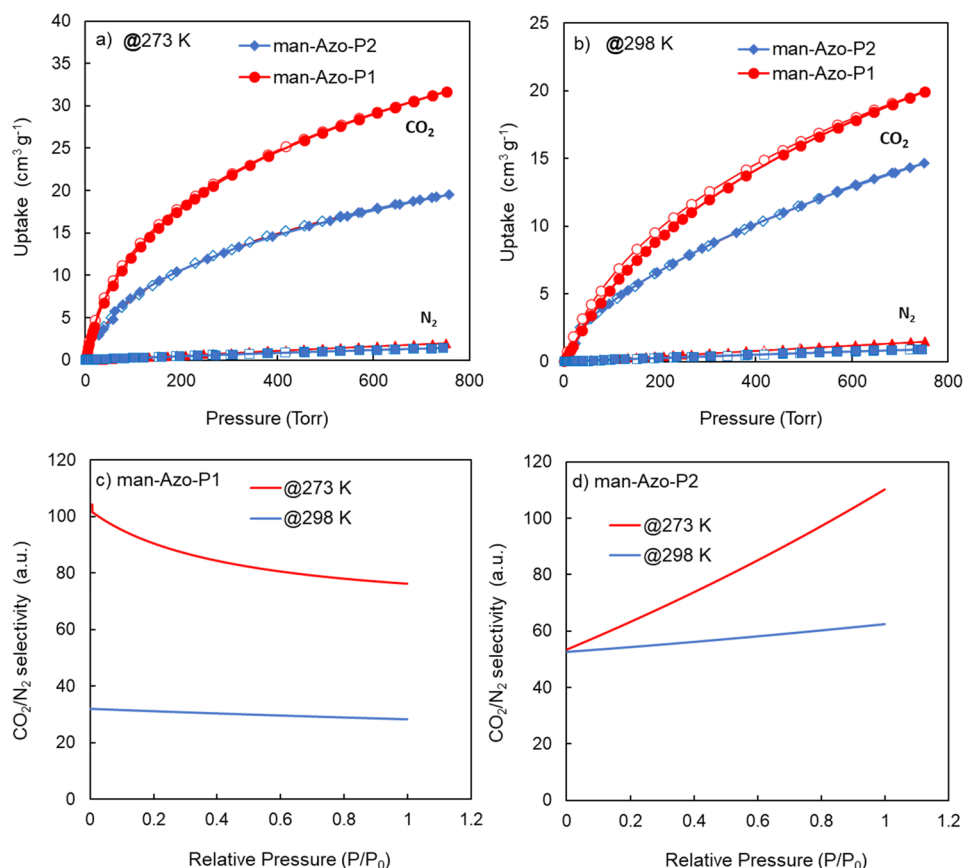 a) @273 K
man-Azo-P2
man-Azo-P1
CO₂
N₂
40
35
30
25
20
15
10
5
0
0 200 400 600 800
Uptake (cm³ g⁻¹)
Pressure (Torr)
b) @298 K
man-Azo-P2
man-Azo-P1
CO₂
N₂
25
20
15
10
5
0
0 200 400 600 800
Uptake (cm³ g⁻¹)
Pressure (Torr)
c) man-Azo-P1
@273 K
@298 K
120
100
80
60
40
20
0
0 0.2 0.4 0.6 0.8 1 1.2
CO₂/N₂ selectivity (a.u.)
Relative Pressure (P/P₀)
d) man-Azo-P2
@273 K
@298 K
120
100
80
60
40
20
0
0 0.2 0.4 0.6 0.8 1 1.2
CO₂/N₂ selectivity (a.u.)
Relative Pressure (P/P₀)